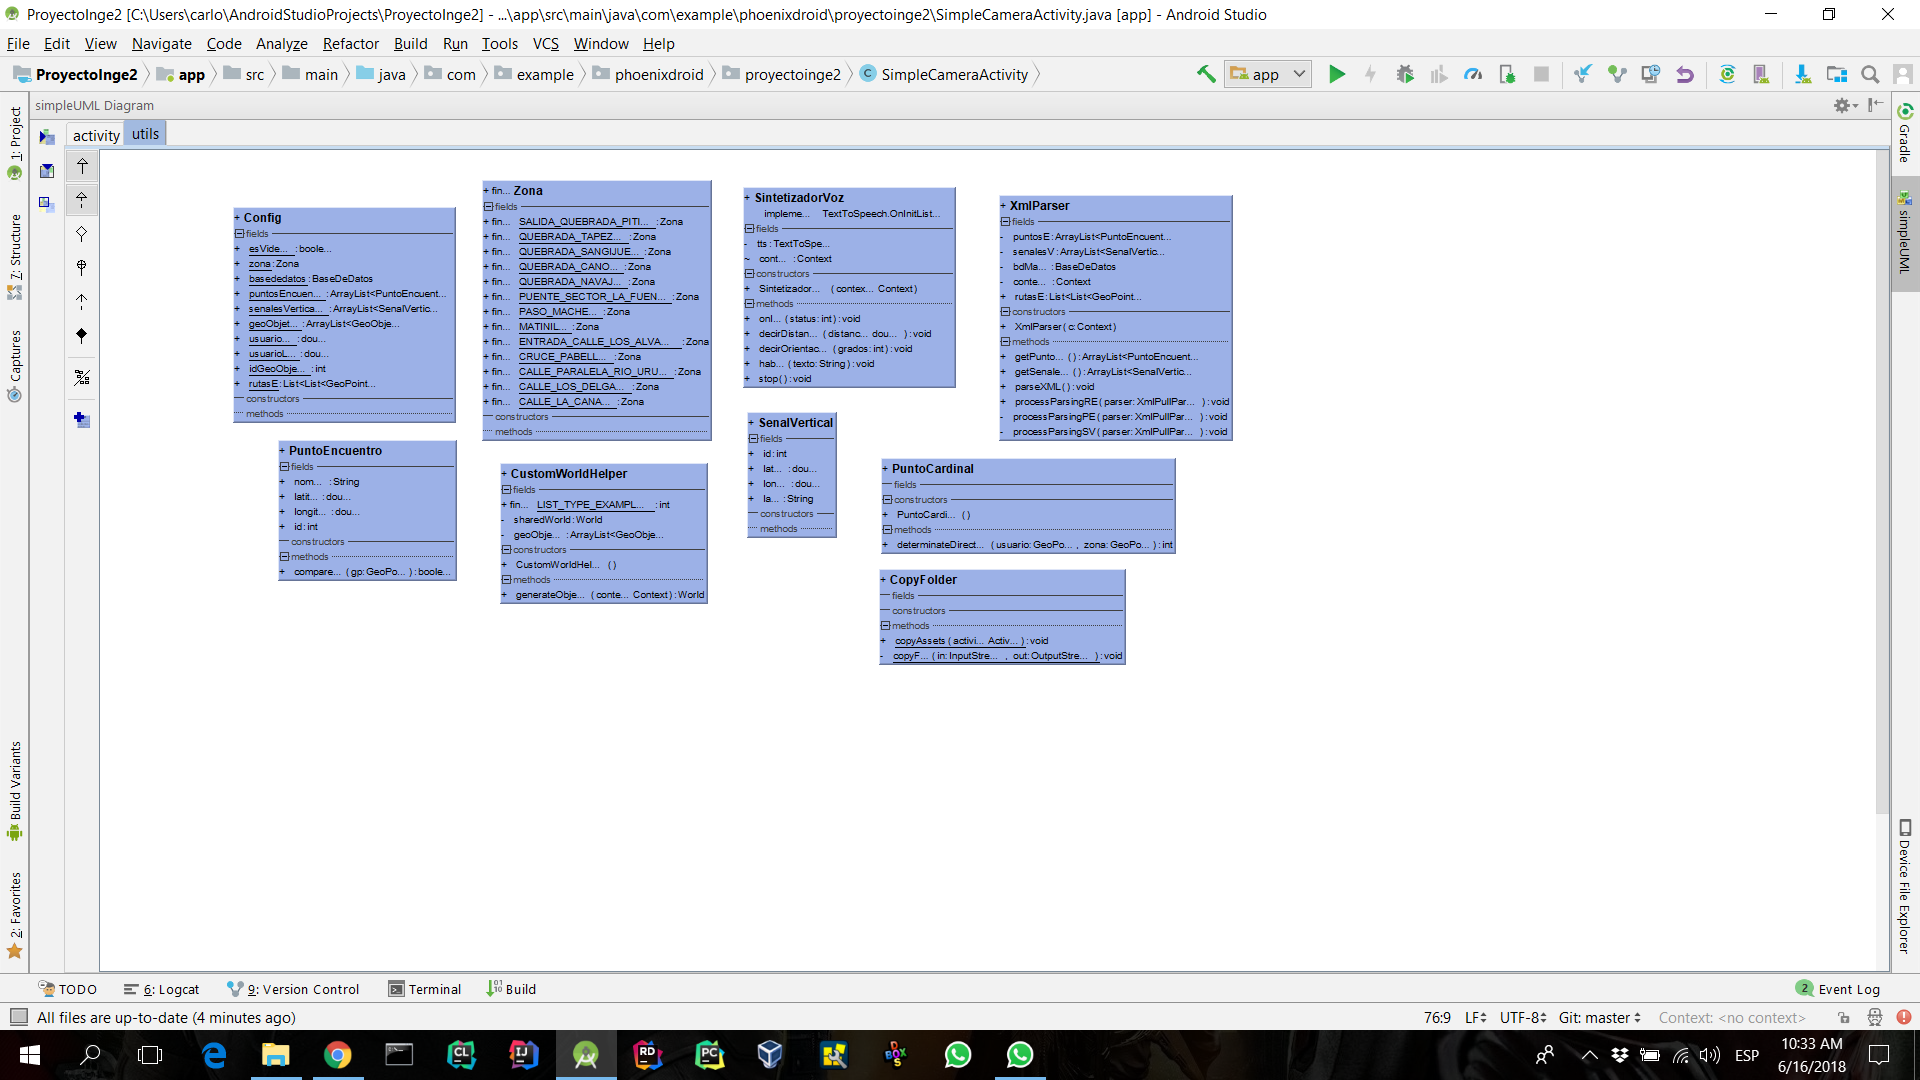 ProyectoInge2 [C:\Users\carlo\AndroidStudioProjects\ProyectoInge2] - ...\app\src\main\java\com\example\phoenixdroid\proyectoinge2\SimpleCameraActivity.java [app] - Android Studio
File Edit View Navigate Code Analyze Refactor Build Run Tools VCS Window Help
ProyectoInge2 app src main java com example phoenixdroid proyectoinge2 SimpleCameraActivity
app
simpleUML Diagram
activity utils
1: Project
7: Structure
Captures
Build Variants
2: Favorites
Gradle
simpleUML
Device File Explorer
+ Config
fields
+ esVide... : boole...
+ zona : Zona
+ basededatos : BaseDeDatos
+ puntosEncuen... : ArrayList<PuntoEncuent...
+ senalesVertica... : ArrayList<SenalVertic...
+ geoObjet... : ArrayList<GeoObje...
+ usuario... : dou...
+ usuarioL... : dou...
+ idGeoObje... : int
+ rutasE : List<List<GeoPoint...
constructors
methods
+ fin... Zona
fields
+ fin... SALIDA_QUEBRADA_PITI... : Zona
+ fin... QUEBRADA_TAPEZ... : Zona
+ fin... QUEBRADA_SANGIJUE... : Zona
+ fin... QUEBRADA_CANO... : Zona
+ fin... QUEBRADA_NAVAJ... : Zona
+ fin... PUENTE_SECTOR_LA_FUEN... : Zona
+ fin... PASO_MACHE... : Zona
+ fin... MATINIL... : Zona
+ fin... ENTRADA_CALLE_LOS_ALVA... : Zona
+ fin... CRUCE_PABELL... : Zona
+ fin... CALLE_PARALELA_RIO_URU... : Zona
+ fin... CALLE_LOS_DELGA... : Zona
+ fin... CALLE_LA_CANA... : Zona
constructors
methods
+ SintetizadorVoz
impleme... TextToSpeech.OnInitList...
fields
- tts : TextToSpe...
~ cont... : Context
constructors
+ Sintetizador... ( contex... Context )
methods
+ onI... ( status: int ) : void
+ decirDistan... ( distanc... dou... ) : void
+ decirOrientac... ( grados: int ) : void
+ hab... ( texto: String ) : void
+ stop ( ) : void
+ XmlParser
fields
- puntosE : ArrayList<PuntoEncuent...
- senalesV : ArrayList<SenalVertic...
- bdMa... : BaseDeDatos
- conte... : Context
+ rutasE : List<List<GeoPoint...
constructors
+ XmlParser ( c: Context )
methods
+ getPunto... ( ) : ArrayList<PuntoEncuent...
+ getSenale... ( ) : ArrayList<SenalVertic...
+ parseXML ( ) : void
+ processParsingRE ( parser: XmlPullPar... ) : void
- processParsingPE ( parser: XmlPullPar... ) : void
- processParsingSV ( parser: XmlPullPar... ) : void
+ PuntoEncuentro
fields
+ nom... : String
+ latit... : dou...
+ longit... : dou...
+ id : int
constructors
methods
+ compare... ( gp: GeoPo... ) : boole...
+ CustomWorldHelper
fields
+ fin... LIST_TYPE_EXAMPL... : int
- sharedWorld : World
- geoObje... : ArrayList<GeoObje...
constructors
+ CustomWorldHel... ( )
methods
+ generateObje... ( conte... Context ) : World
+ SenalVertical
fields
+ id : int
+ lat... : dou...
+ lon... : dou...
+ la... : String
constructors
methods
+ PuntoCardinal
fields
constructors
+ PuntoCardi... ( )
methods
+ determinateDirect... ( usuario: GeoPo... , zona: GeoPo... ) : int
+ CopyFolder
fields
constructors
methods
+ copyAssets ( activi... Activ... ) : void
- copyF... ( in: InputStre... , out: OutputStre... ) : void
TODO 6: Logcat 9: Version Control Terminal Build 2 Event Log
All files are up-to-date (4 minutes ago) 76:9 LF UTF-8 Git: master Context: <no context>
ESP
10:33 AM
6/16/2018